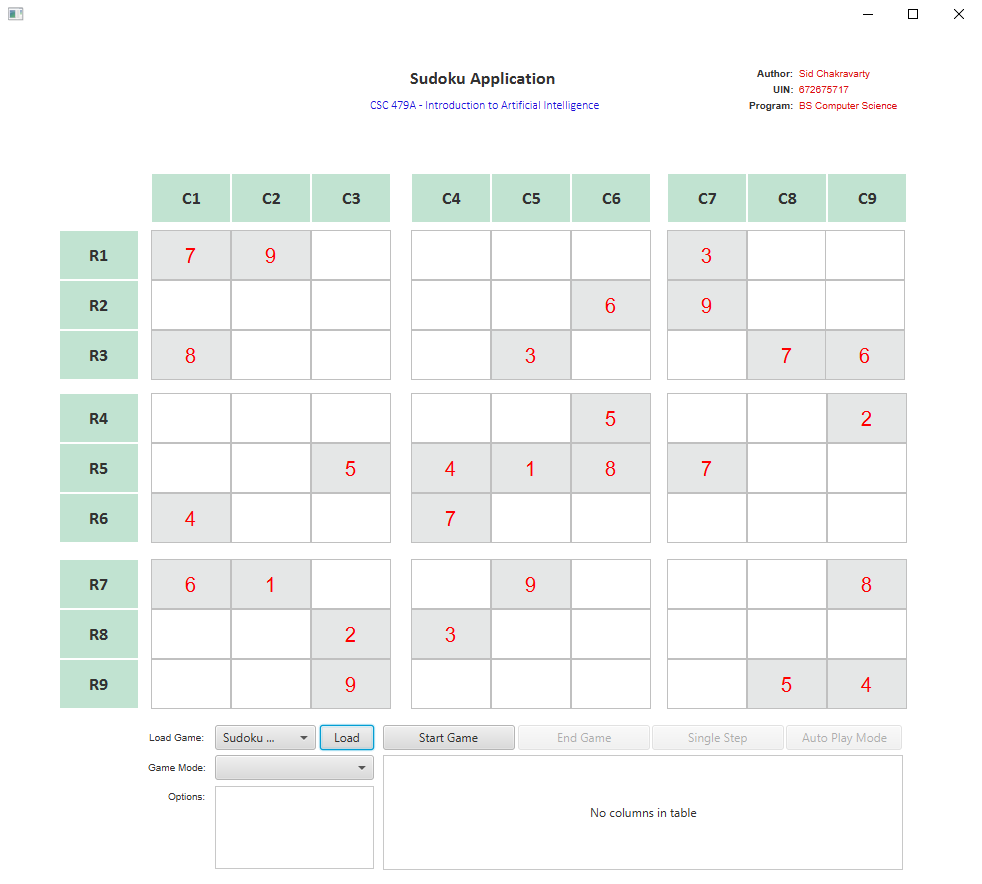 Sudoku Application
CSC 479A - Introduction to Artificial Intelligence
Author: Sid Chakravarty
UIN: 672675717
Program: BS Computer Science
C1 C2 C3 C4 C5 C6 C7 C8 C9
R1 7 9 3
R2 6 9
R3 8 3 7 6
R4 5 2
R5 5 4 1 8 7
R6 4 7
R7 6 1 9 8
R8 2 3
R9 9 5 4
Load Game: Sudoku ... Load Start Game End Game Single Step Auto Play Mode
Game Mode:
Options:
No columns in table